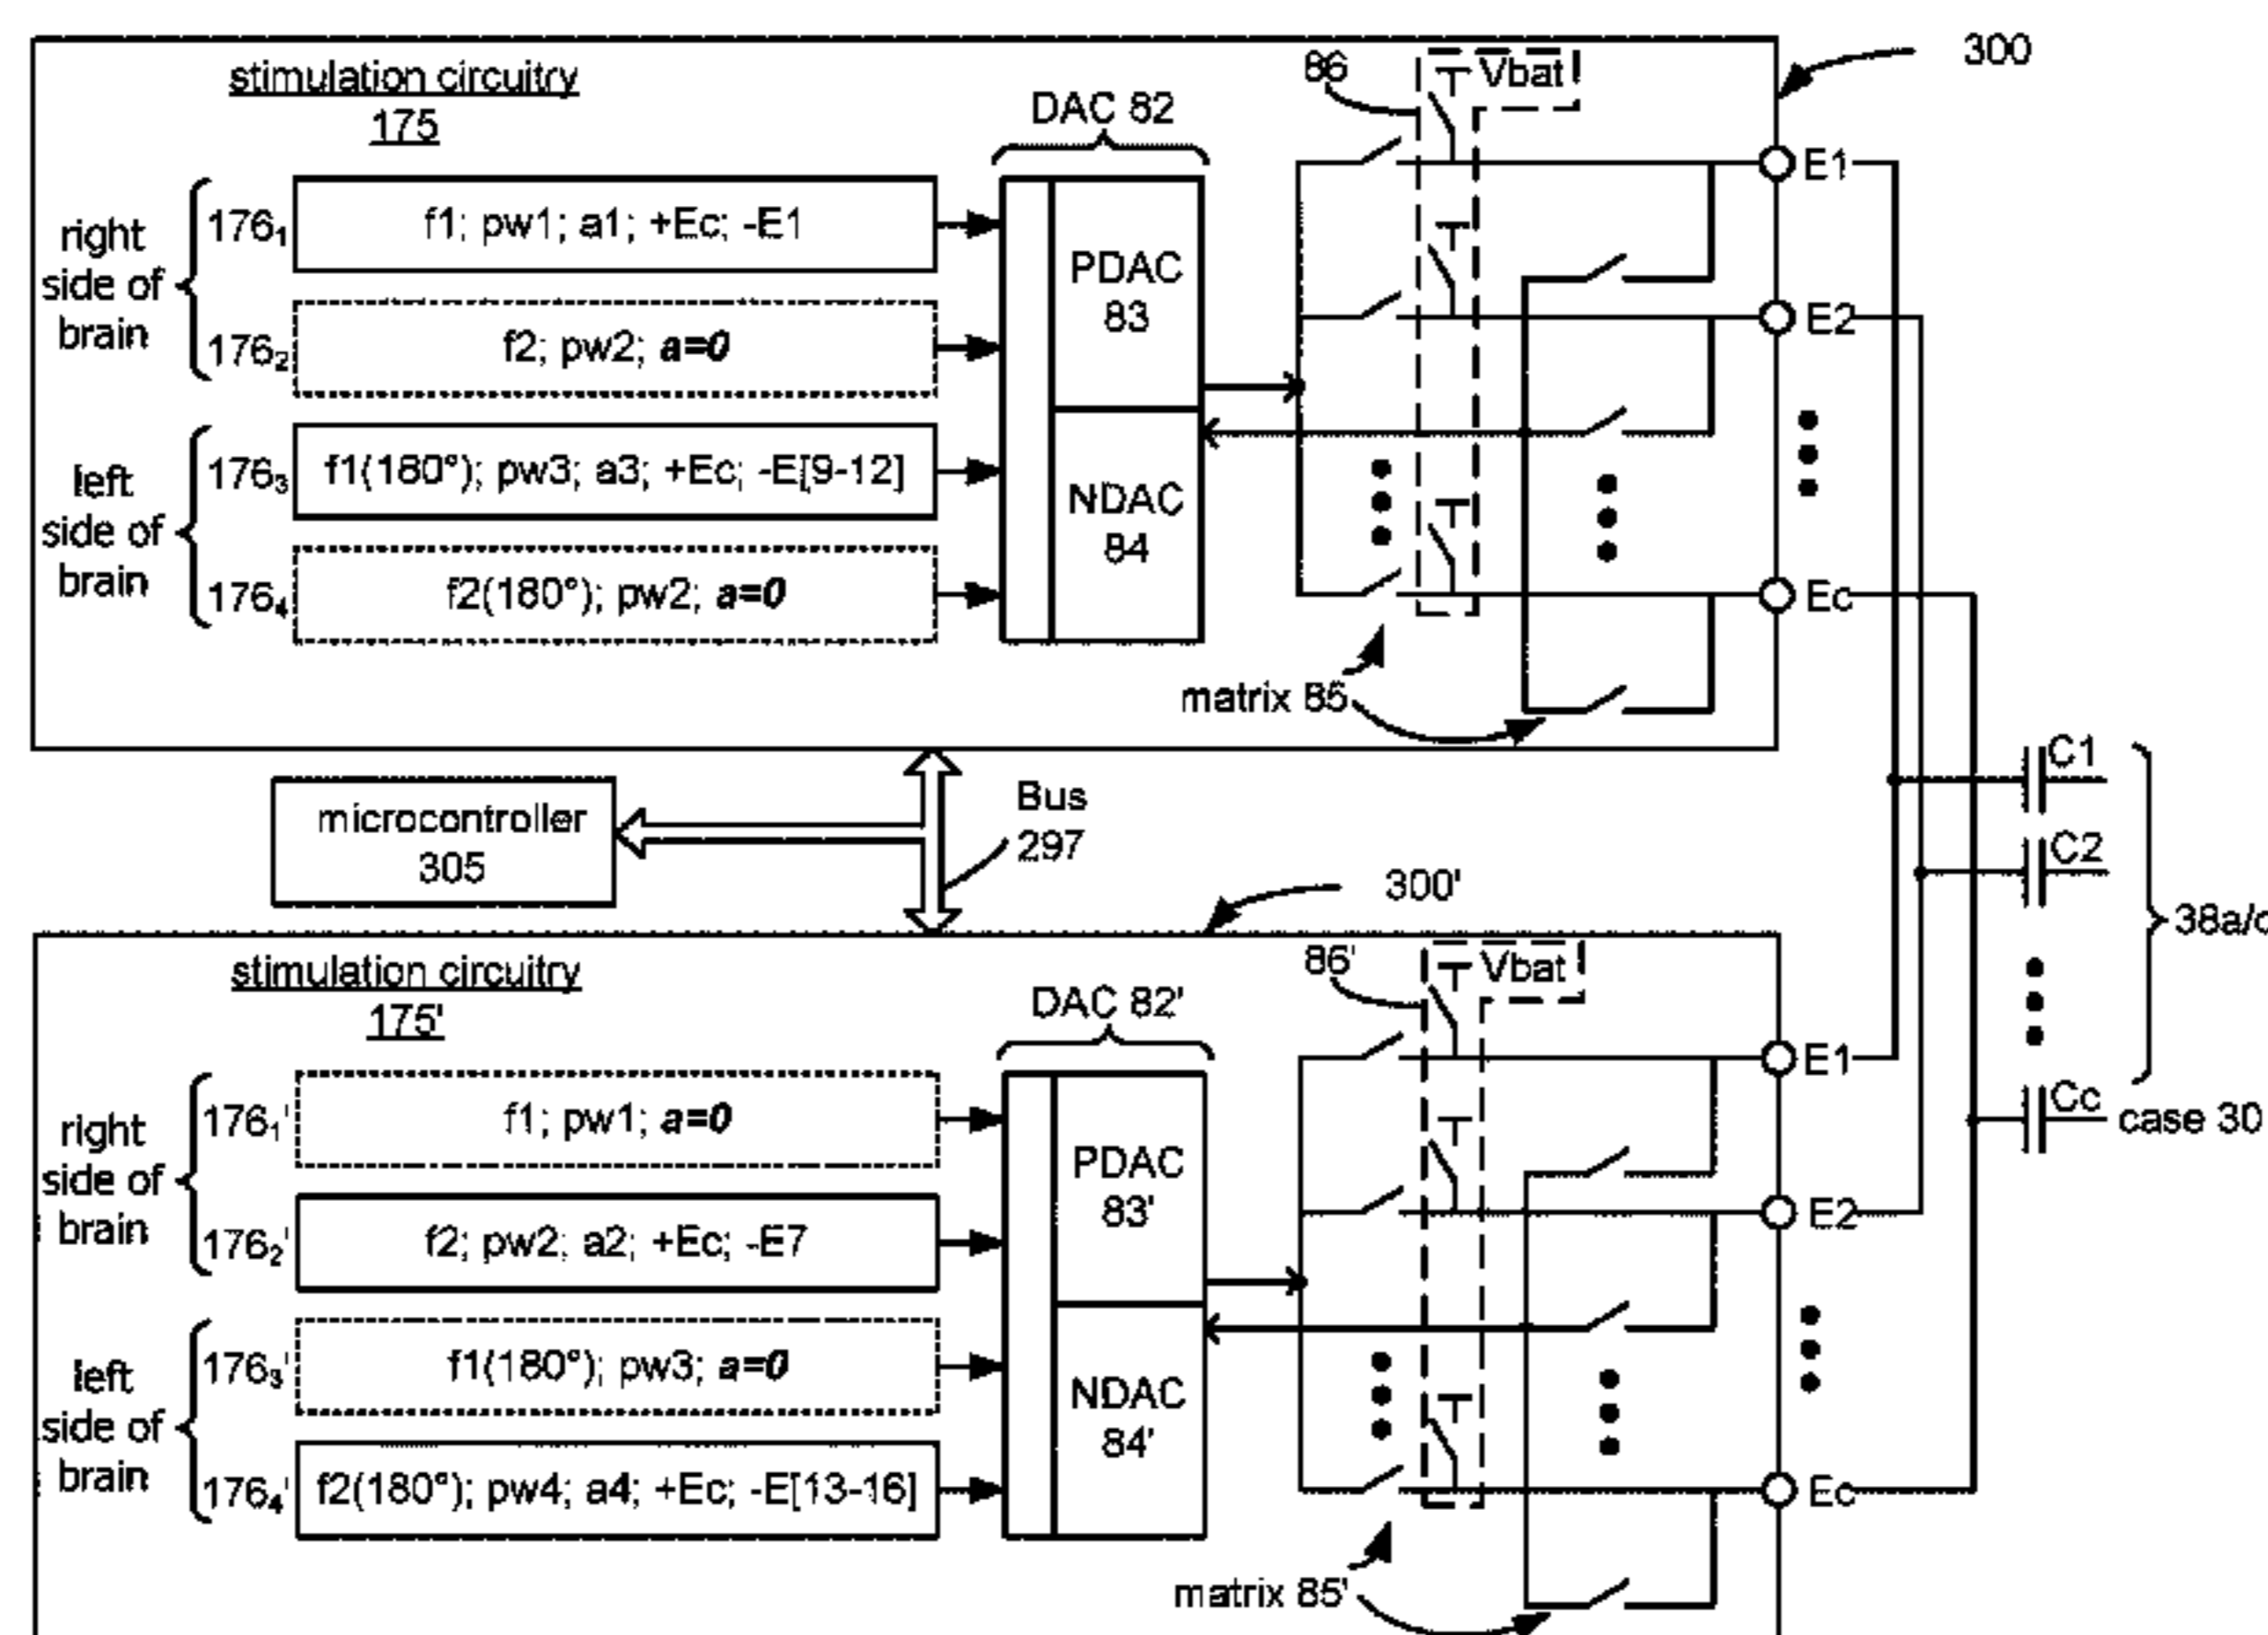 stimulation circuitry
175
DAC 82
86
Vbat
300
right
side of
brain
176₁
f1; pw1; a1; +Ec; -E1
176₂
f2; pw2; a=0
left
side of
brain
176₃
f1(180°); pw3; a3; +Ec; -E[9-12]
176₄
f2(180°); pw2; a=0
PDAC
83
NDAC
84
E1
E2
Ec
matrix 85
microcontroller
305
Bus
297
300'
C1
C2
Cc
case 30
stimulation circuitry
175'
DAC 82'
86'
Vbat
right
side of
brain
176₁'
f1; pw1; a=0
176₂'
f2; pw2; a2; +Ec; -E7
left
side of
brain
176₃'
f1(180°); pw3; a=0
176₄'
f2(180°); pw4; a4; +Ec; -E[13-16]
PDAC
83'
NDAC
84'
E1
E2
Ec
matrix 85'